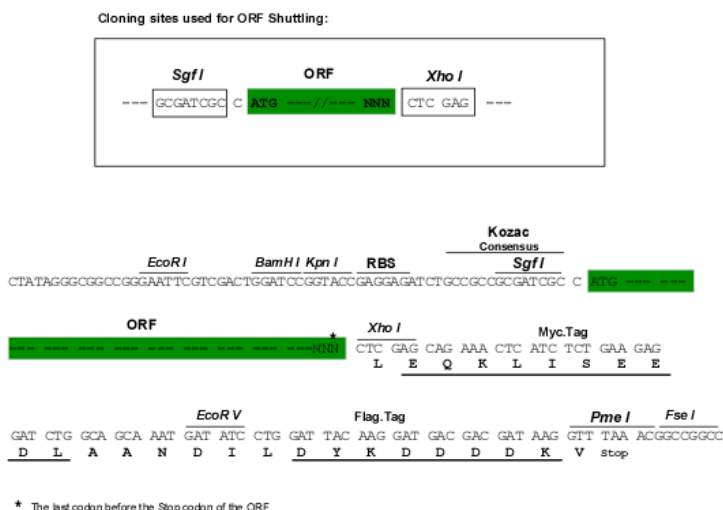 Cloning sites used for ORF Shuttling:
Sgf I ORF Xho I
--- GCGATCGC C ATG ---//--- NNN CTC GAG ---
Kozac
Consensus
EcoR I BamH I Kpn I RBS Sgf I
CTATAGGGCGGCCGGGAATTCGTCGACTGGATCCGGTACCGAGGAGATCTGCCGCCGCGATCGC C ATG --- ---
ORF Xho I Myc.Tag
--- --- --- --- --- --- --- --- --- --- ---NNN* CTC GAG CAG AAA CTC ATC TCT GAA GAG
L E Q K L I S E E
EcoR V Flag.Tag Pme I Fse I
GAT CTG GCA GCA AAT GAT ATC CTG GAT TAC AAG GAT GAC GAC GAT AAG GTT TAA ACGGCCGGCC
D L A A N D I L D Y K D D D D K V Stop
* The last codon before the Stop codon of the ORF